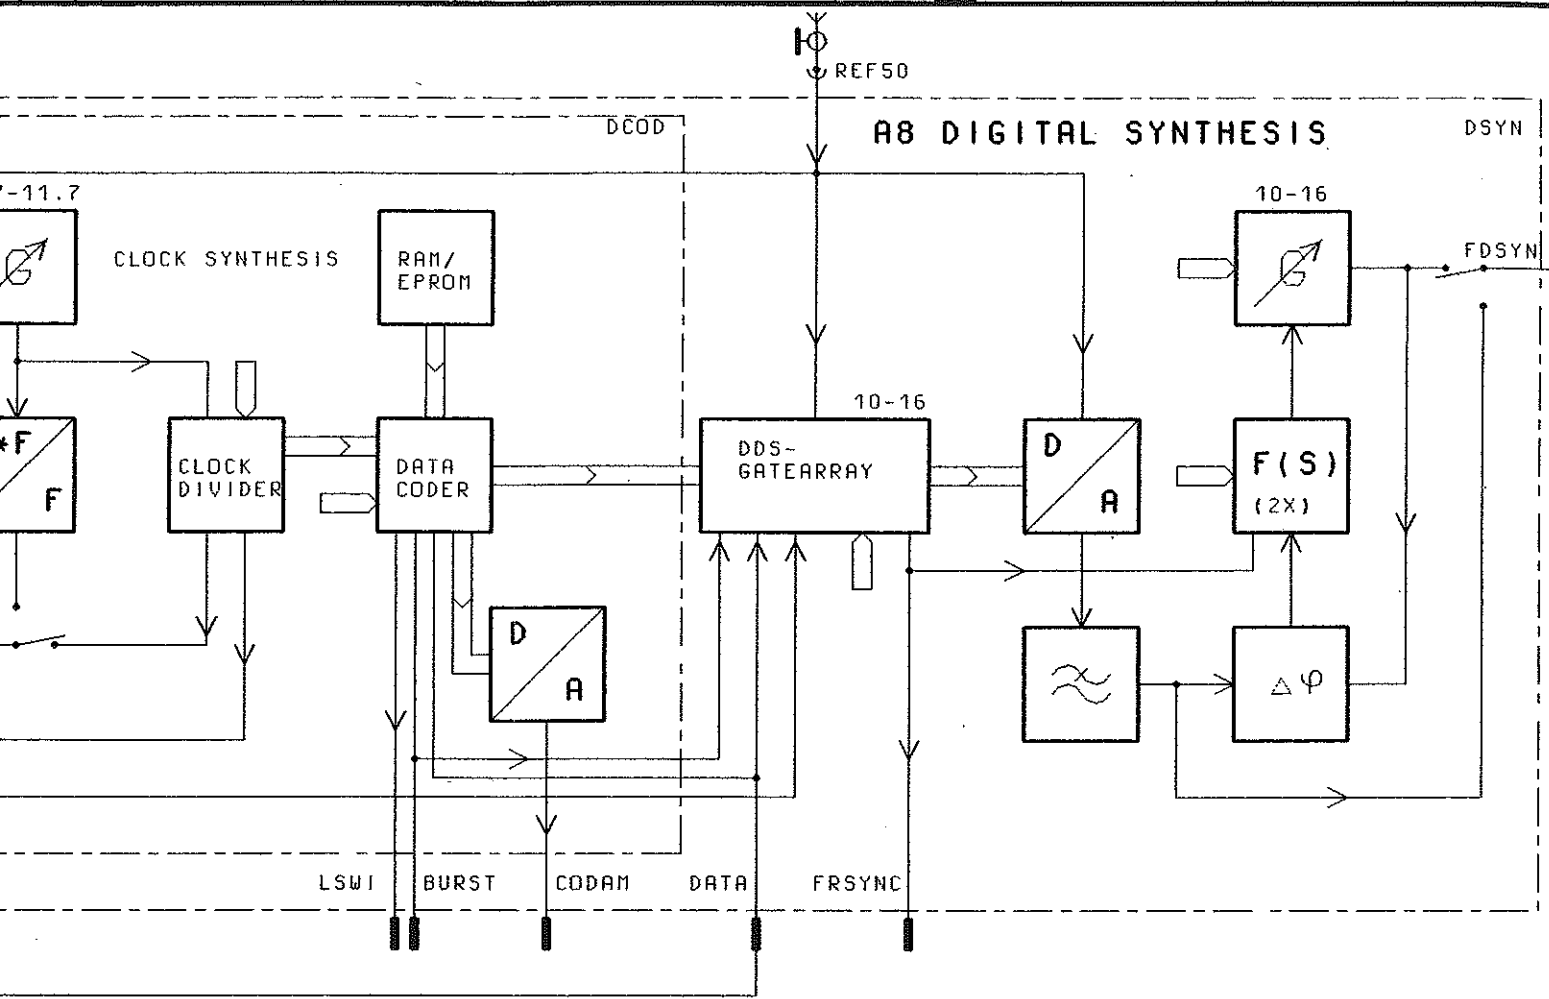 REF50
DCOD
A8 DIGITAL SYNTHESIS
DSYN
-11.7
10-16
CLOCK SYNTHESIS
RAM/
EPROM
G
G
FDSYN
10-16
*F
F
CLOCK
DIVIDER
DATA
CODER
DDS-
GATEARRAY
D
A
F(S)
(2X)
D
A
Δφ
LSWI
BURST
CODAM
DATA
FRSYNC